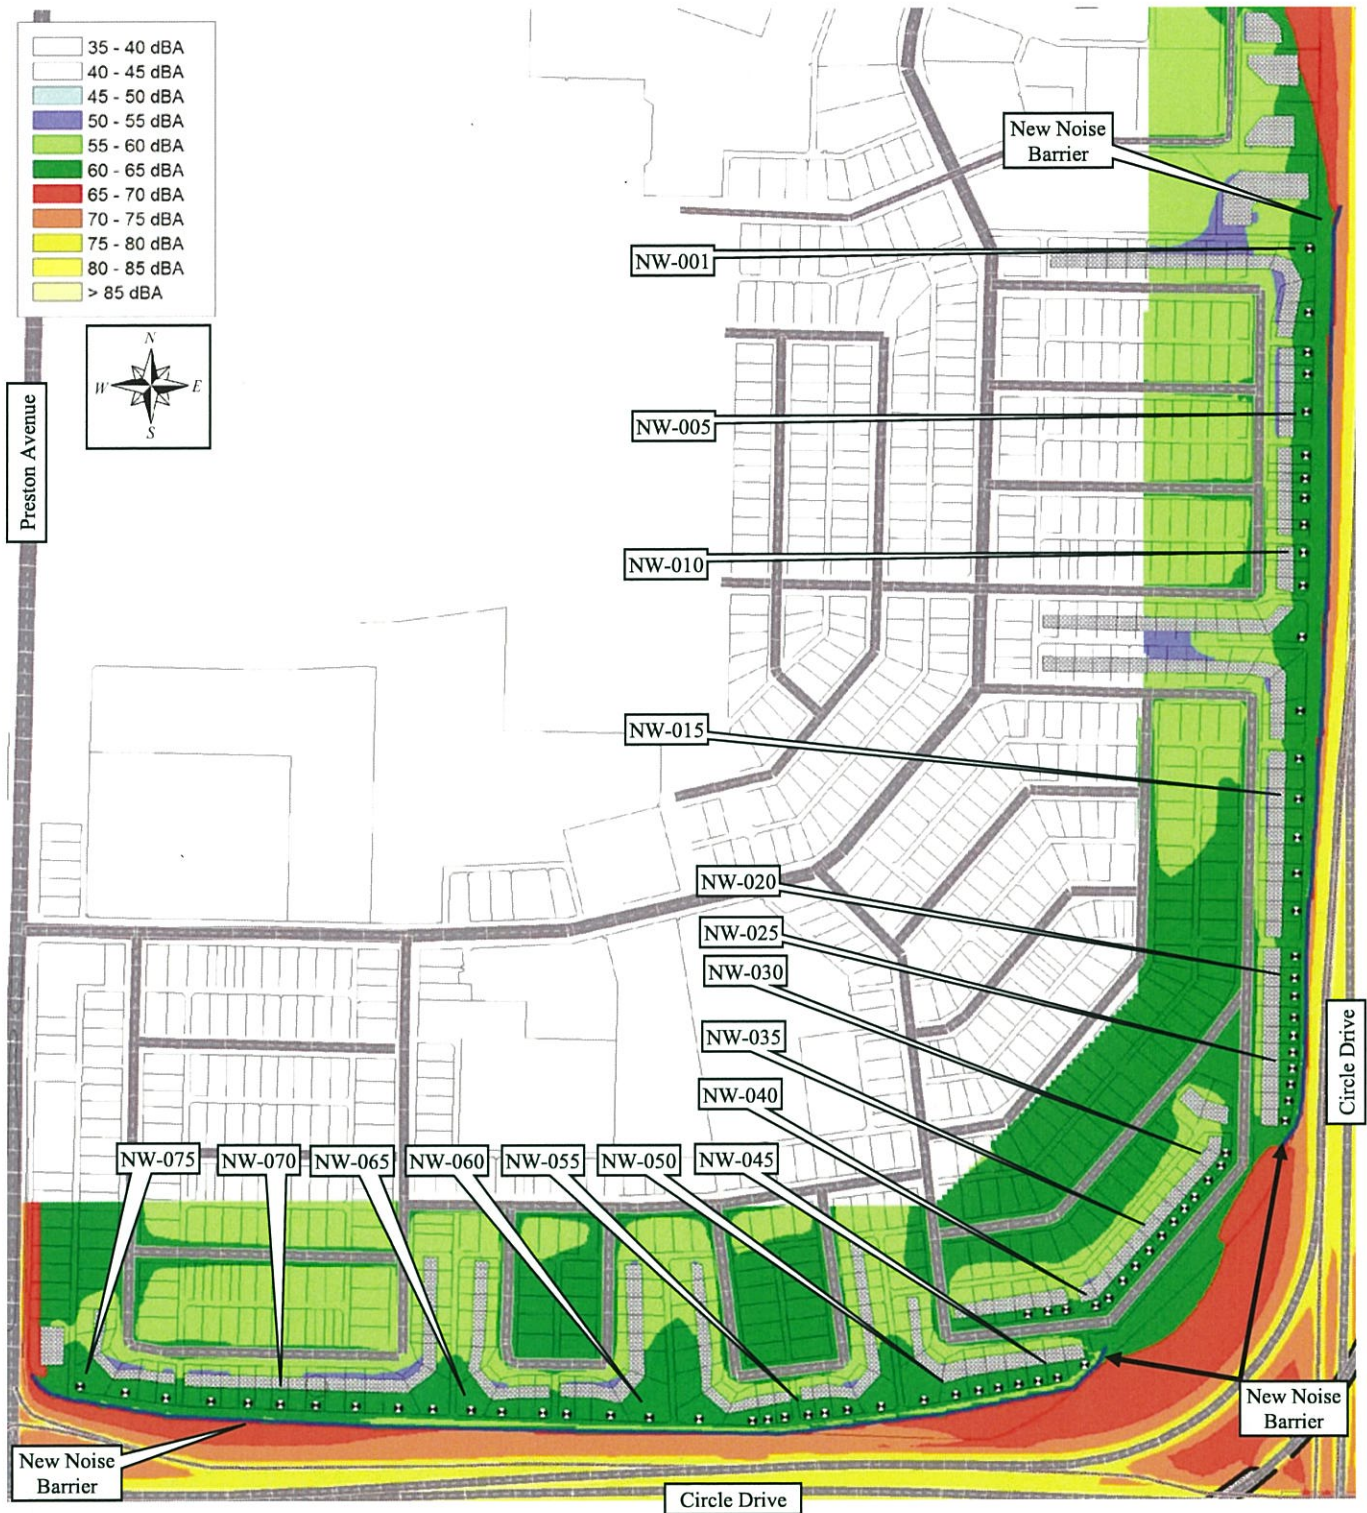 35 - 40 dBA
40 - 45 dBA
45 - 50 dBA
50 - 55 dBA
55 - 60 dBA
60 - 65 dBA
65 - 70 dBA
70 - 75 dBA
75 - 80 dBA
80 - 85 dBA
> 85 dBA
N
W E
S
Preston Avenue
New Noise
Barrier
NW-001
NW-005
NW-010
NW-015
NW-020
NW-025
NW-030
NW-035
NW-040
Circle Drive
NW-075 NW-070 NW-065 NW-060 NW-055 NW-050 NW-045
New Noise
Barrier
New Noise
Barrier
Circle Drive